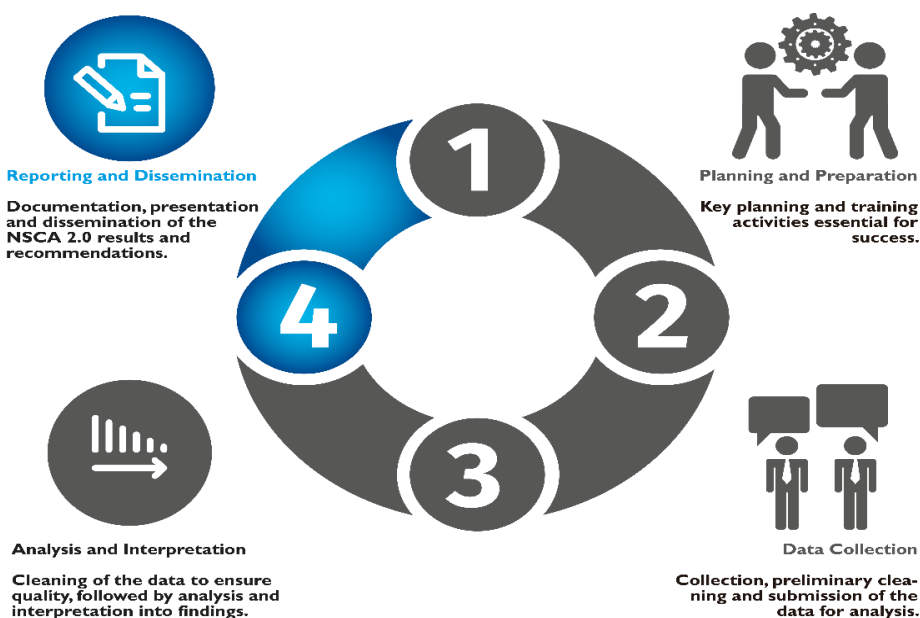 Reporting and Dissemination
Documentation, presentation
and dissemination of the
NSCA 2.0 results and
recommendations.
1
Planning and Preparation
Key planning and training
activities essential for
success.
4
2
3
Analysis and Interpretation
Cleaning of the data to ensure
quality, followed by analysis and
interpretation into findings.
Data Collection
Collection, preliminary clea-
ning and submission of the
data for analysis.